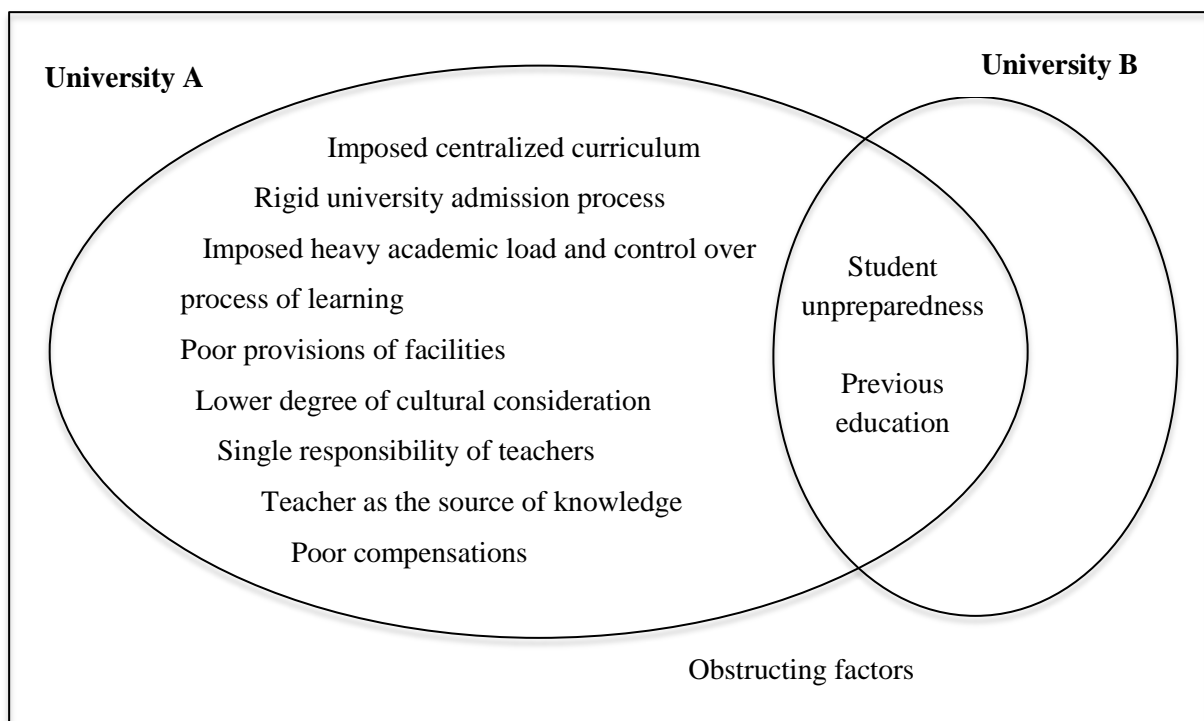 University A
University B
Imposed centralized curriculum
Rigid university admission process
Imposed heavy academic load and control over
process of learning
Poor provisions of facilities
Lower degree of cultural consideration
Single responsibility of teachers
Teacher as the source of knowledge
Poor compensations
Student
unpreparedness
Previous
education
Obstructing factors